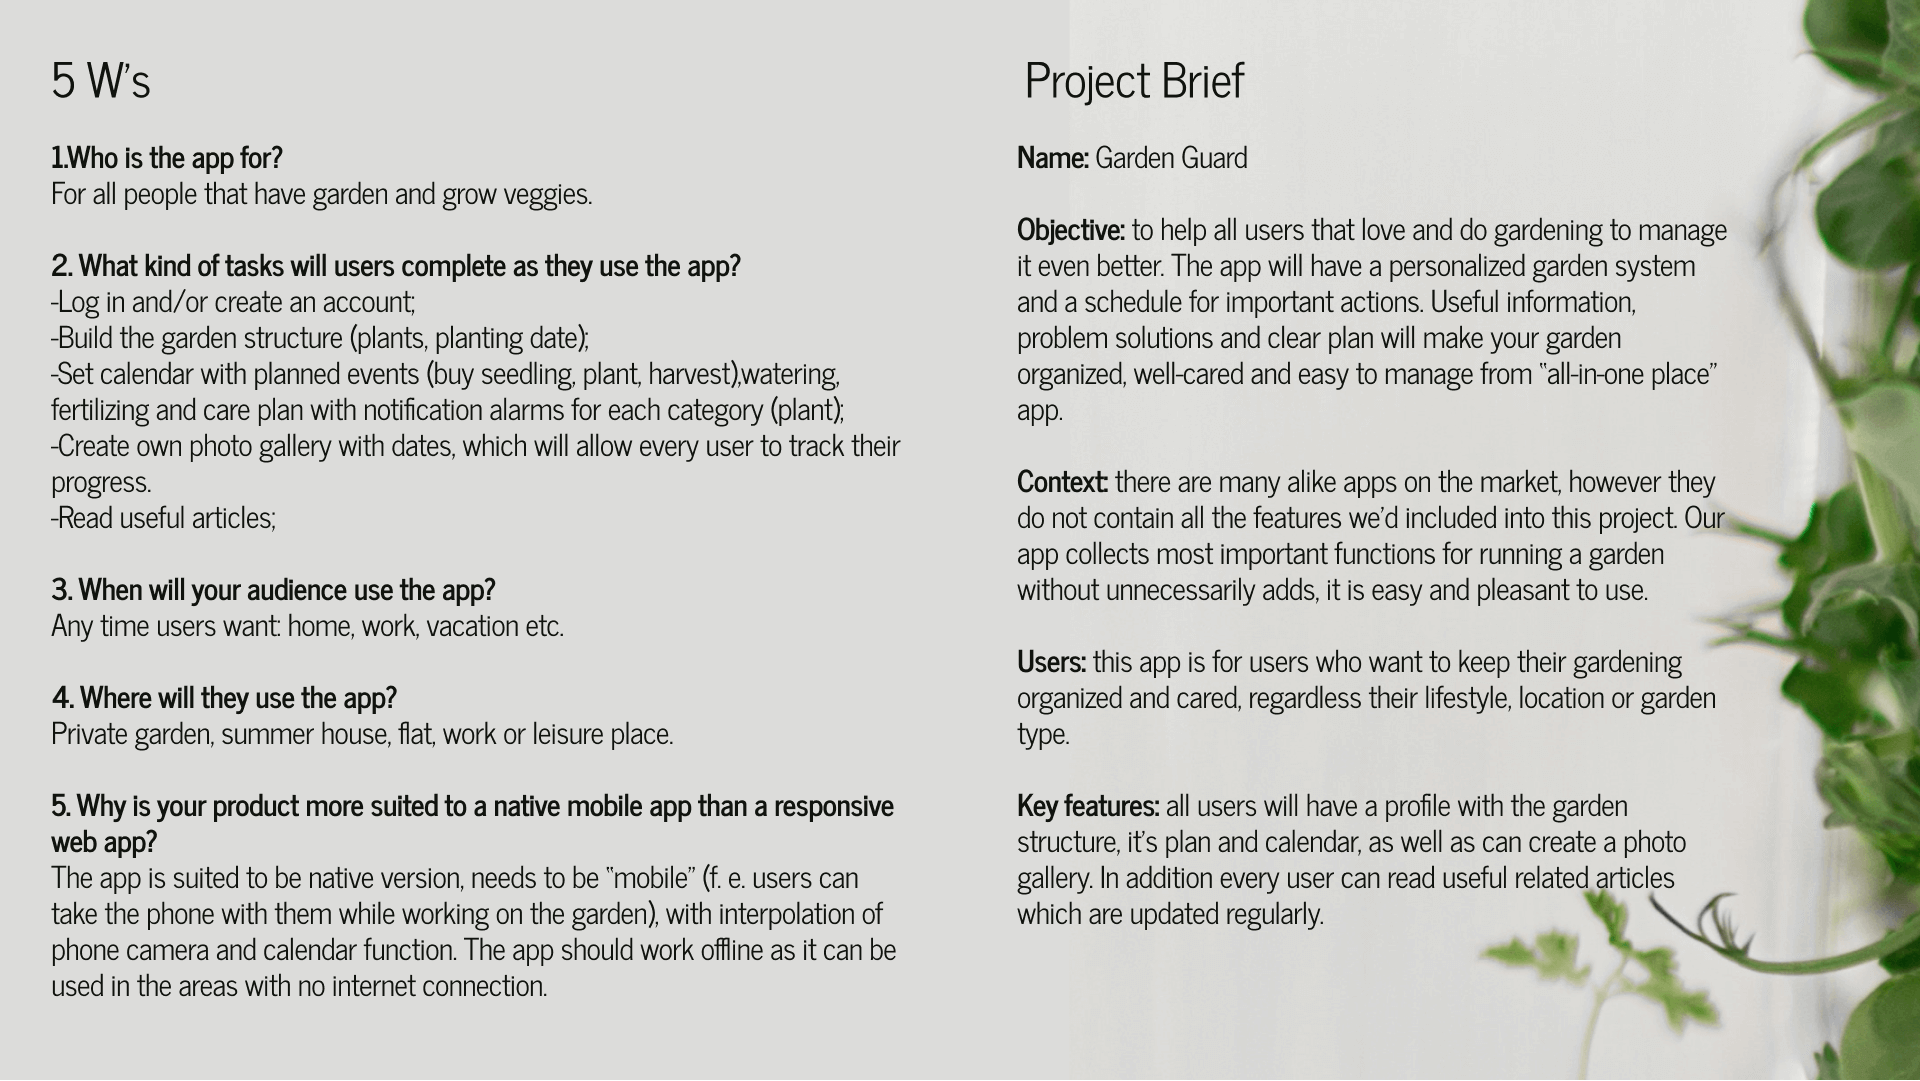 5 W's
1.Who is the app for?
For all people that have garden and grow veggies.
2. What kind of tasks will users complete as they use the app?
-Log in and/or create an account;
-Build the garden structure (plants, planting date);
-Set calendar with planned events (buy seedling, plant, harvest),watering,
fertilizing and care plan with notification alarms for each category (plant);
-Create own photo gallery with dates, which will allow every user to track their
progress.
-Read useful articles;
3. When will your audience use the app?
Any time users want: home, work, vacation etc.
4. Where will they use the app?
Private garden, summer house, flat, work or leisure place.
5. Why is your product more suited to a native mobile app than a responsive
web app?
The app is suited to be native version, needs to be “mobile” (f. e. users can
take the phone with them while working on the garden), with interpolation of
phone camera and calendar function. The app should work offline as it can be
used in the areas with no internet connection.
Project Brief
Name: Garden Guard
Objective: to help all users that love and do gardening to manage
it even better. The app will have a personalized garden system
and a schedule for important actions. Useful information,
problem solutions and clear plan will make your garden
organized, well-cared and easy to manage from “all-in-one place”
app.
Context: there are many alike apps on the market, however they
do not contain all the features we'd included into this project. Our
app collects most important functions for running a garden
without unnecessarily adds, it is easy and pleasant to use.
Users: this app is for users who want to keep their gardening
organized and cared, regardless their lifestyle, location or garden
type.
Key features: all users will have a profile with the garden
structure, it's plan and calendar, as well as can create a photo
gallery. In addition every user can read useful related articles
which are updated regularly.